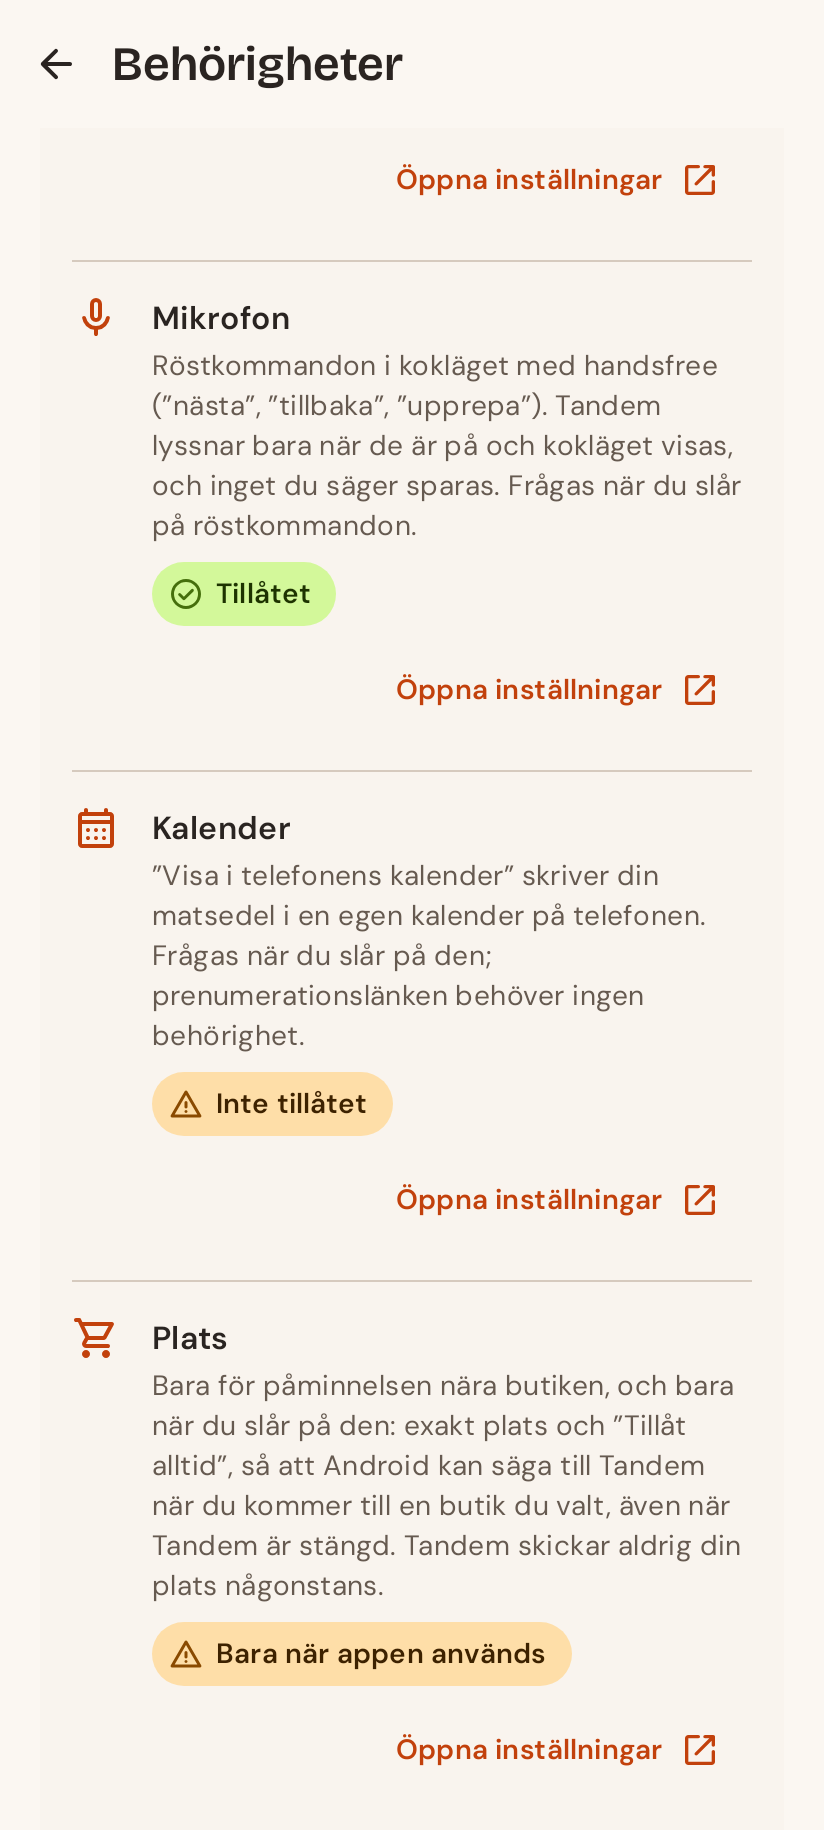 Behörigheter
Öppna inställningar
Mikrofon
Röstkommandon i kokläget med handsfree
(”nästa”, ”tillbaka”, ”upprepa”). Tandem
lyssnar bara när de är på och kokläget visas,
och inget du säger sparas. Frågas när du slår
på röstkommandon.
Tillåtet
Öppna inställningar
Kalender
”Visa i telefonens kalender” skriver din
matsedel i en egen kalender på telefonen.
Frågas när du slår på den;
prenumerationslänken behöver ingen
behörighet.
Inte tillåtet
Öppna inställningar
Plats
Bara för påminnelsen nära butiken, och bara
när du slår på den: exakt plats och ”Tillåt
alltid”, så att Android kan säga till Tandem
när du kommer till en butik du valt, även när
Tandem är stängd. Tandem skickar aldrig din
plats någonstans.
Bara när appen används
Öppna inställningar